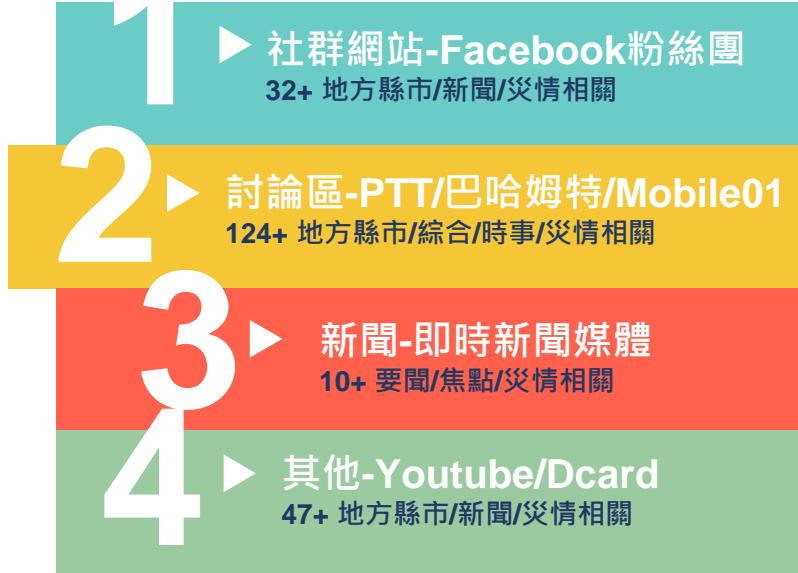 1
社群網站-Facebook粉絲團
32+ 地方縣市/新聞/災情相關
2
討論區-PTT/巴哈姆特/Mobile01
124+ 地方縣市/綜合/時事/災情相關
3
新聞-即時新聞媒體
10+ 要聞/焦點/災情相關
4
其他-Youtube/Dcard
47+ 地方縣市/新聞/災情相關